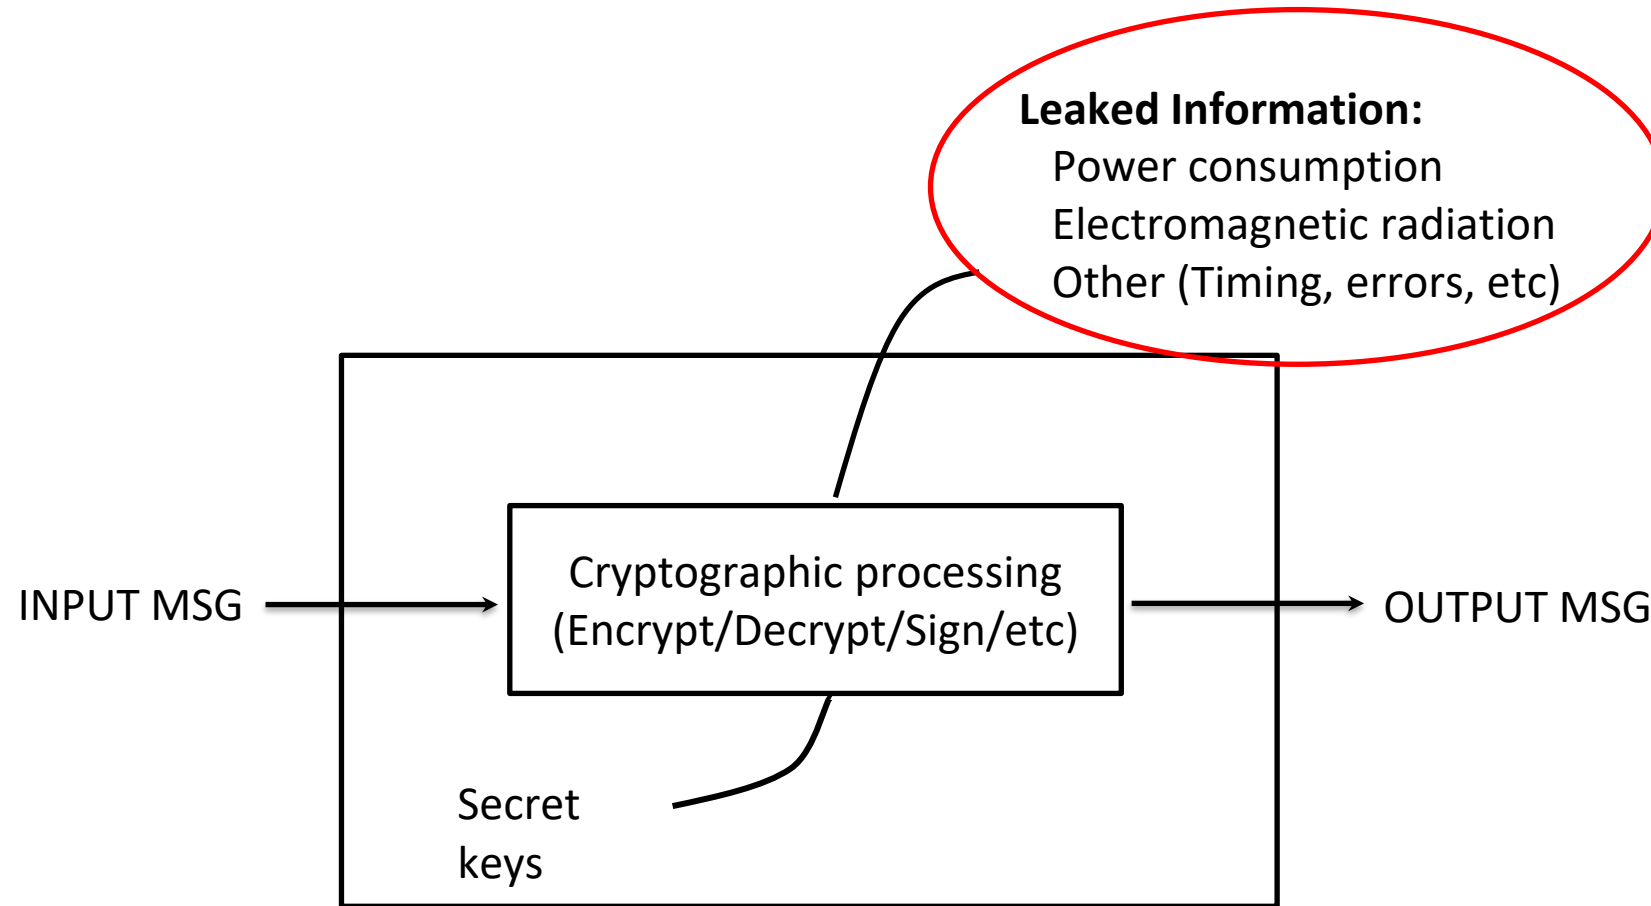 Leaked Information:
Power consumption
Electromagnetic radiation
Other (Timing, errors, etc)
Cryptographic processing
(Encrypt/Decrypt/Sign/etc)
INPUT MSG
OUTPUT MSG
Secret
keys